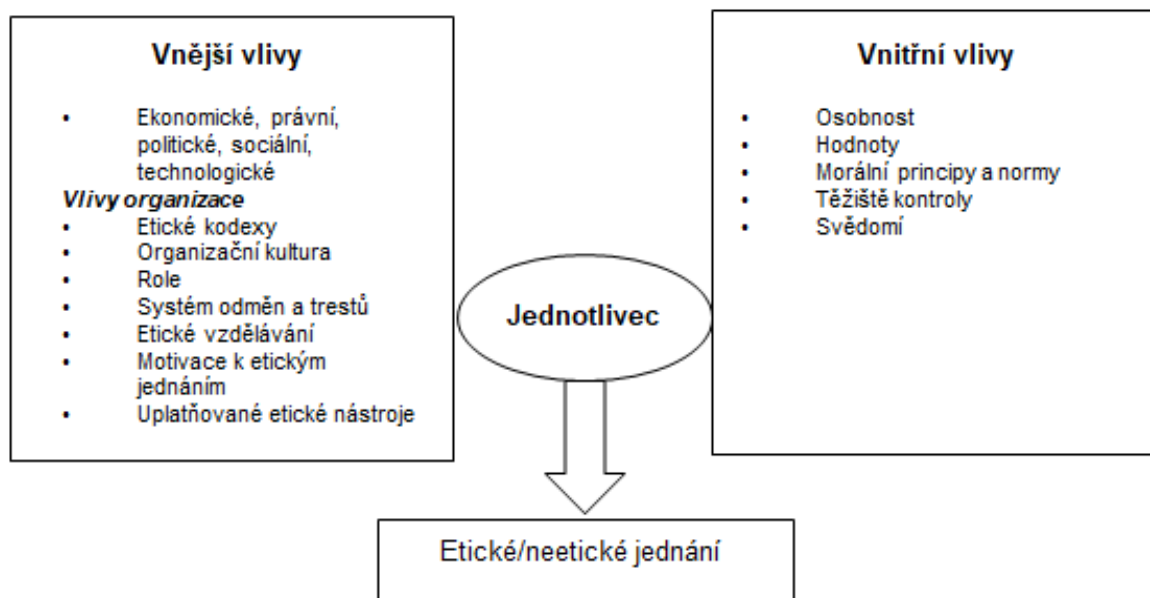 Vnější vlivy
• Ekonomické, právní,
politické, sociální,
technologické
Vlivy organizace
• Etické kodexy
• Organizační kultura
• Role
• Systém odměn a trestů
• Etické vzdělávání
• Motivace k etickým
jednáním
• Uplatňované etické nástroje
Vnitřní vlivy
• Osobnost
• Hodnoty
• Morální principy a normy
• Těžiště kontroly
• Svědomí
Jednotlivec
Etické/neetické jednání